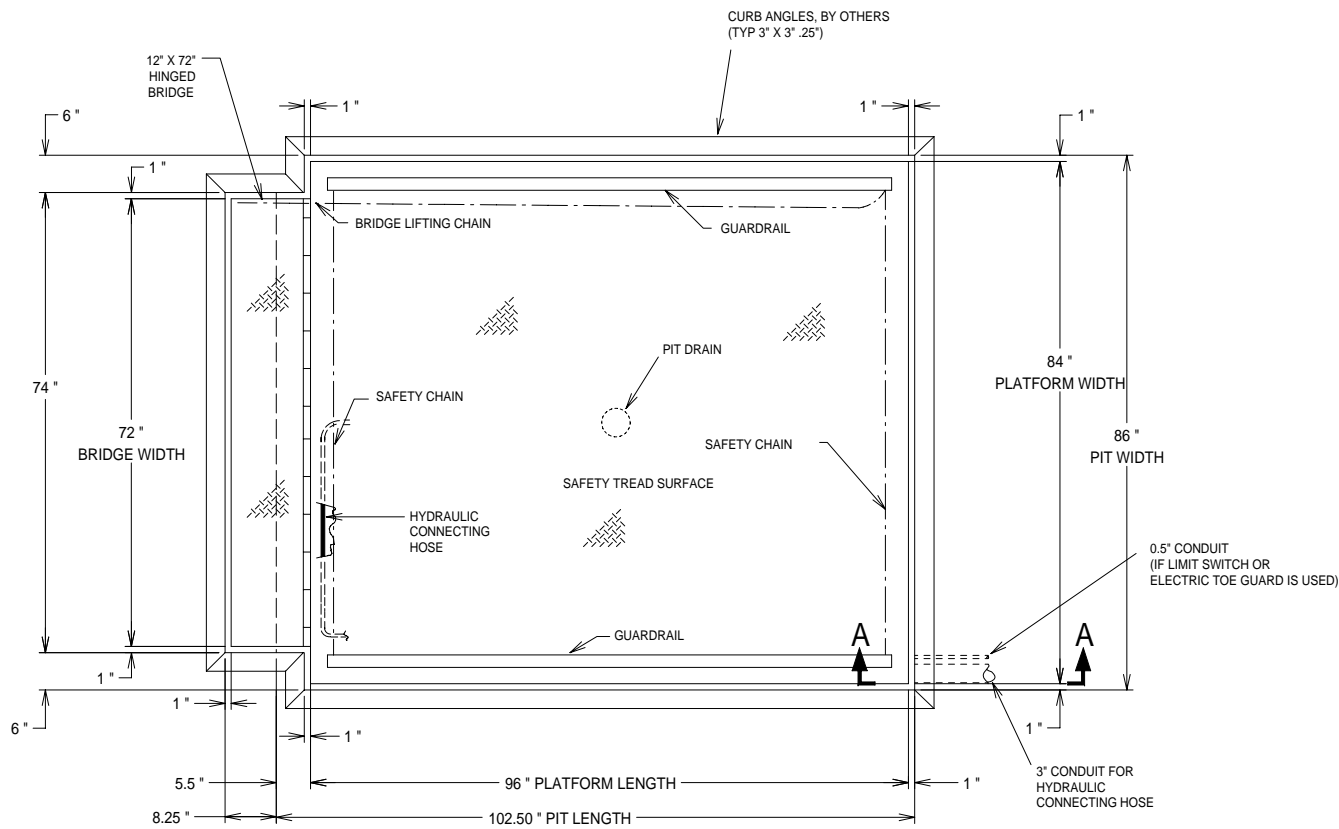 CURB ANGLES, BY OTHERS
(TYP 3" X 3" .25")
12" X 72"
HINGED
BRIDGE
6 "
1 "
1 "
1 "
1 "
BRIDGE LIFTING CHAIN
GUARDRAIL
PIT DRAIN
84 "
PLATFORM WIDTH
74 "
SAFETY CHAIN
72 "
BRIDGE WIDTH
SAFETY CHAIN
86 "
PIT WIDTH
SAFETY TREAD SURFACE
HYDRAULIC
CONNECTING
HOSE
0.5" CONDUIT
(IF LIMIT SWITCH OR
ELECTRIC TOE GUARD IS USED)
GUARDRAIL
A
A
1 "
1 "
6 "
1 "
1 "
5.5 "
96 " PLATFORM LENGTH
1 "
3" CONDUIT FOR
HYDRAULIC
CONNECTING HOSE
8.25 "
102.50 " PIT LENGTH